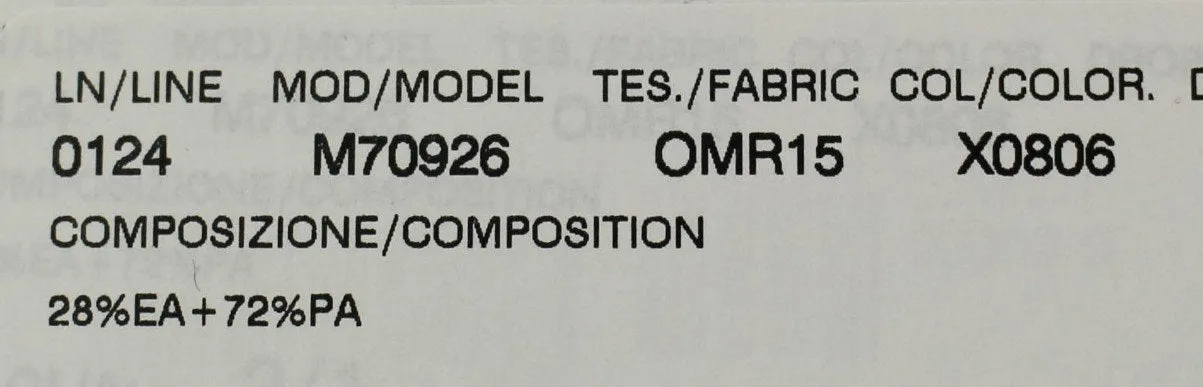 LN/LINE MOD/MODEL TES./FABRIC COL/COLOR.
0124 M70926 OMR15 X0806
COMPOSIZIONE/COMPOSITION
28%EA+72%PA